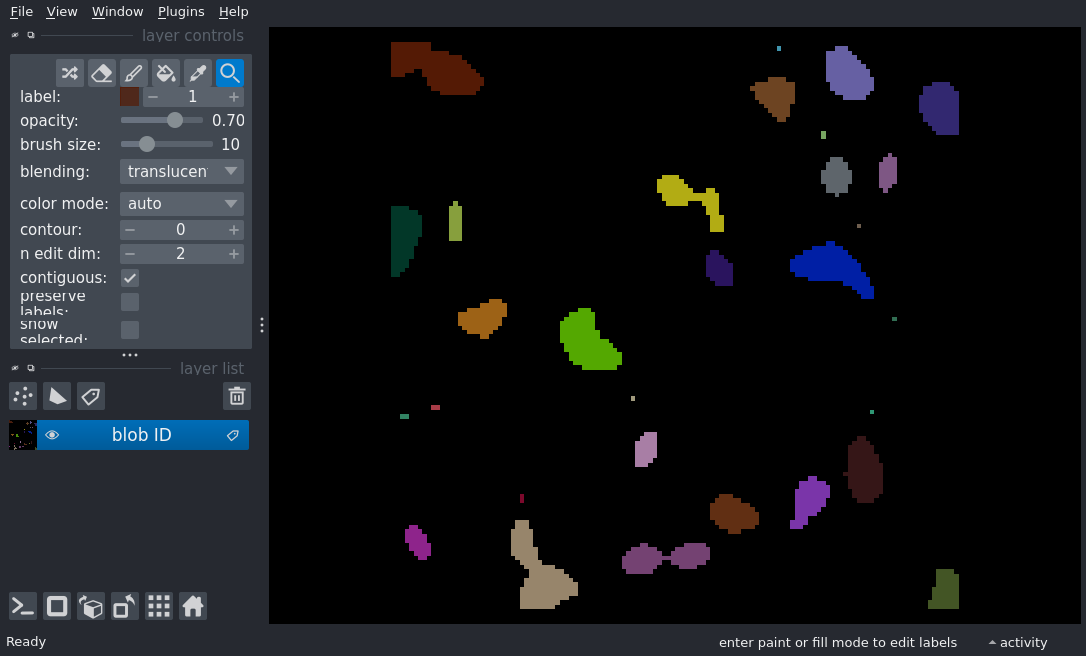 File View Window Plugins Help
layer controls
label: 1
opacity: 0.70
brush size: 10
blending: translucen
color mode: auto
contour: 0
n edit dim: 2
contiguous:
preserve
labels:
show
selected:
layer list
blob ID
Ready enter paint or fill mode to edit labels activity